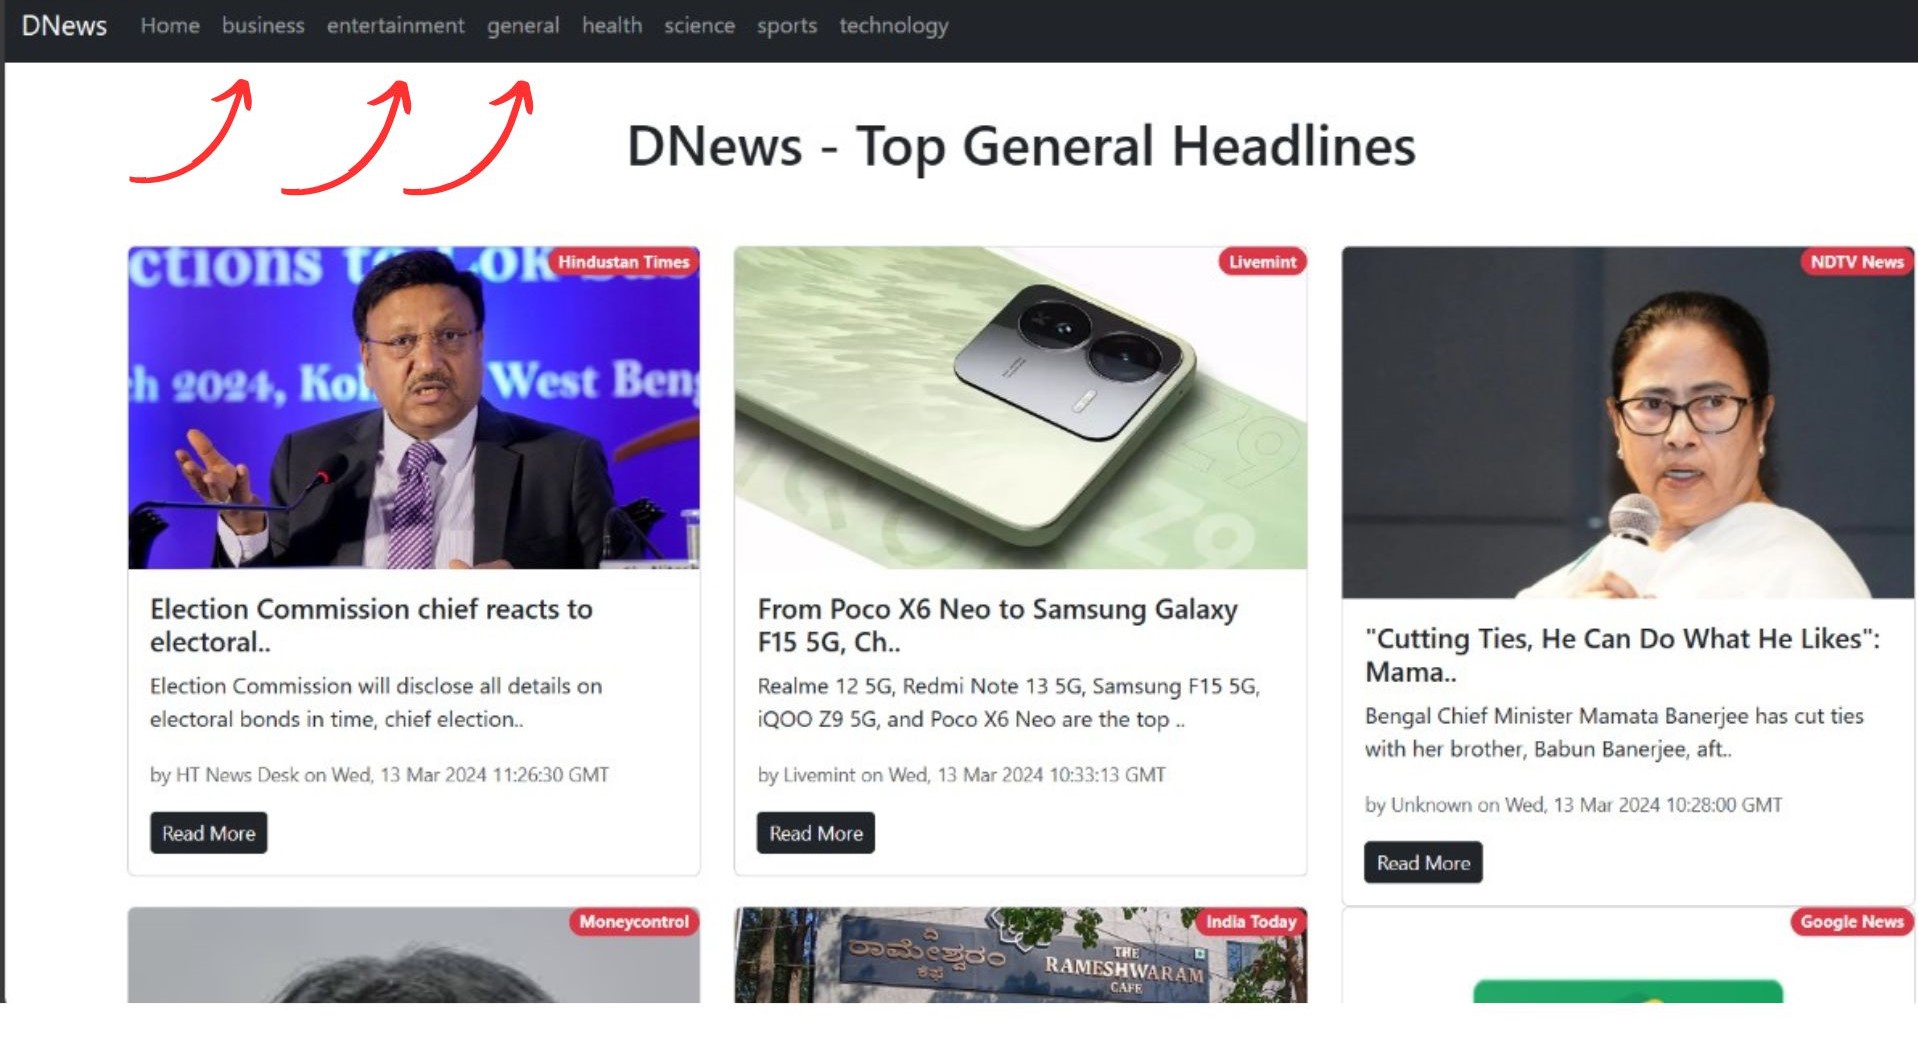 DNews Home business entertainment general health science sports technology
DNews - Top General Headlines
Hindustan Times
ctions to Lok
h 2024, Kol West Beng
Election Commission chief reacts to
electoral..
Election Commission will disclose all details on
electoral bonds in time, chief election..
by HT News Desk on Wed, 13 Mar 2024 11:26:30 GMT
Read More
Livemint
Z9
Z9
From Poco X6 Neo to Samsung Galaxy
F15 5G, Ch..
Realme 12 5G, Redmi Note 13 5G, Samsung F15 5G,
iQOO Z9 5G, and Poco X6 Neo are the top ..
by Livemint on Wed, 13 Mar 2024 10:33:13 GMT
Read More
NDTV News
"Cutting Ties, He Can Do What He Likes":
Mama..
Bengal Chief Minister Mamata Banerjee has cut ties
with her brother, Babun Banerjee, aft..
by Unknown on Wed, 13 Mar 2024 10:28:00 GMT
Read More
Moneycontrol
India Today
ದಿ
ರಾಮೇಶ್ವರಂ
ಕೆಫೆ
THE
RAMESHWARAM
CAFE
Google News